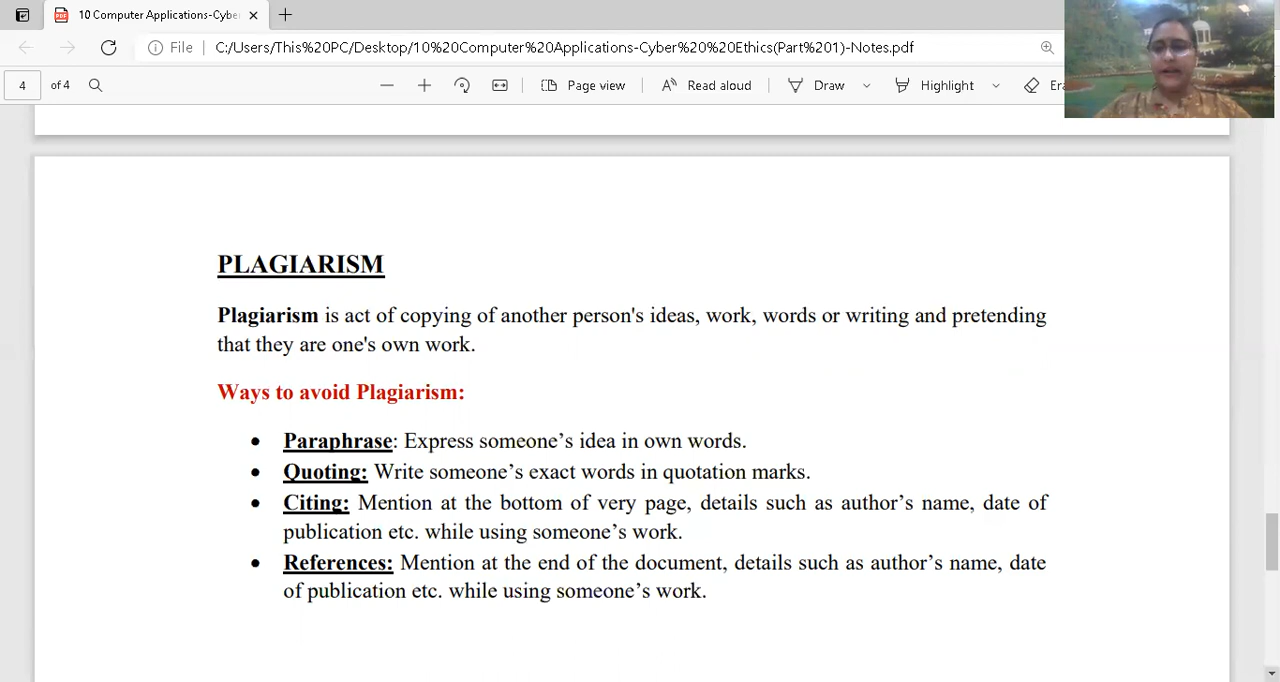 10 Computer Applications-Cyber
File C:/Users/This%20PC/Desktop/10%20Computer%20Applications-Cyber%20%20Ethics(Part%201)-Notes.pdf
4 of 4 Page view Read aloud Draw Highlight Era
PLAGIARISM
Plagiarism is act of copying of another person's ideas, work, words or writing and pretending
that they are one's own work.
Ways to avoid Plagiarism:
• Paraphrase: Express someone’s idea in own words.
• Quoting: Write someone’s exact words in quotation marks.
• Citing: Mention at the bottom of very page, details such as author’s name, date of
publication etc. while using someone’s work.
• References: Mention at the end of the document, details such as author’s name, date
of publication etc. while using someone’s work.